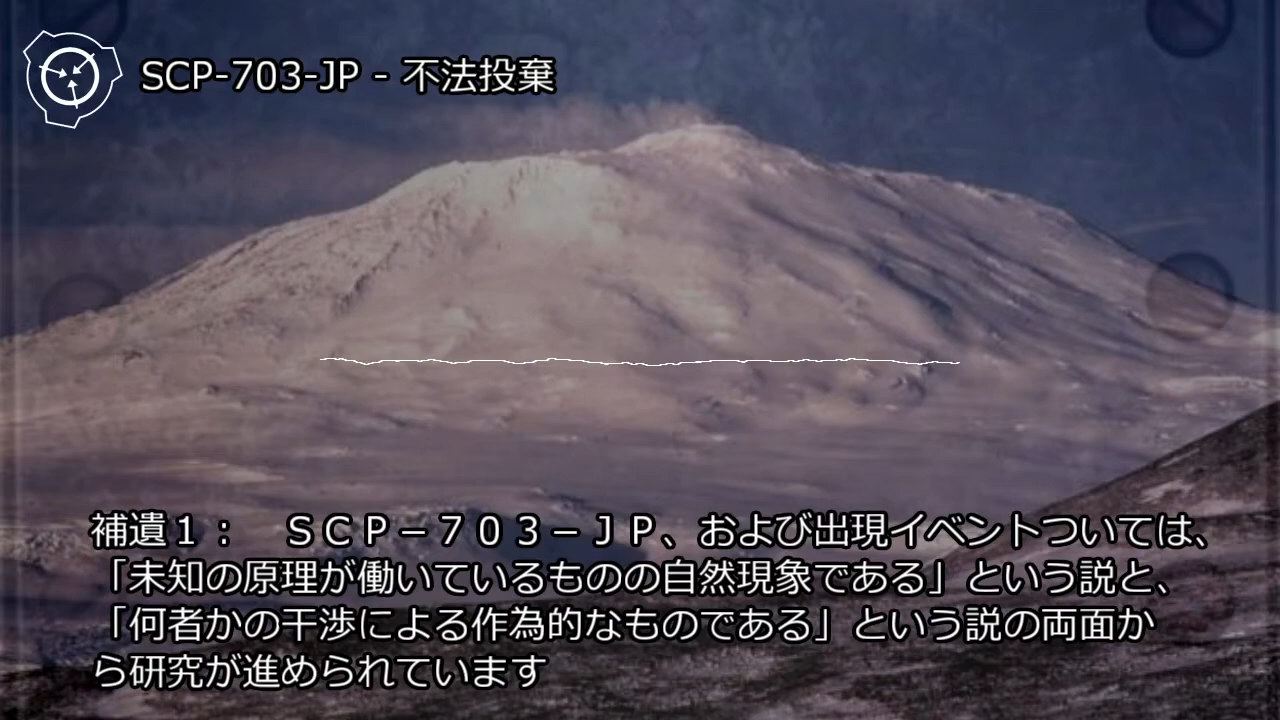 SCP-703-JP - 不法投棄
補遺１：　ＳＣＰ－７０３－ＪＰ、および出現イベントついては、
「未知の原理が働いているものの自然現象である」という説と、
「何者かの干渉による作為的なものである」という説の両面か
ら研究が進められています